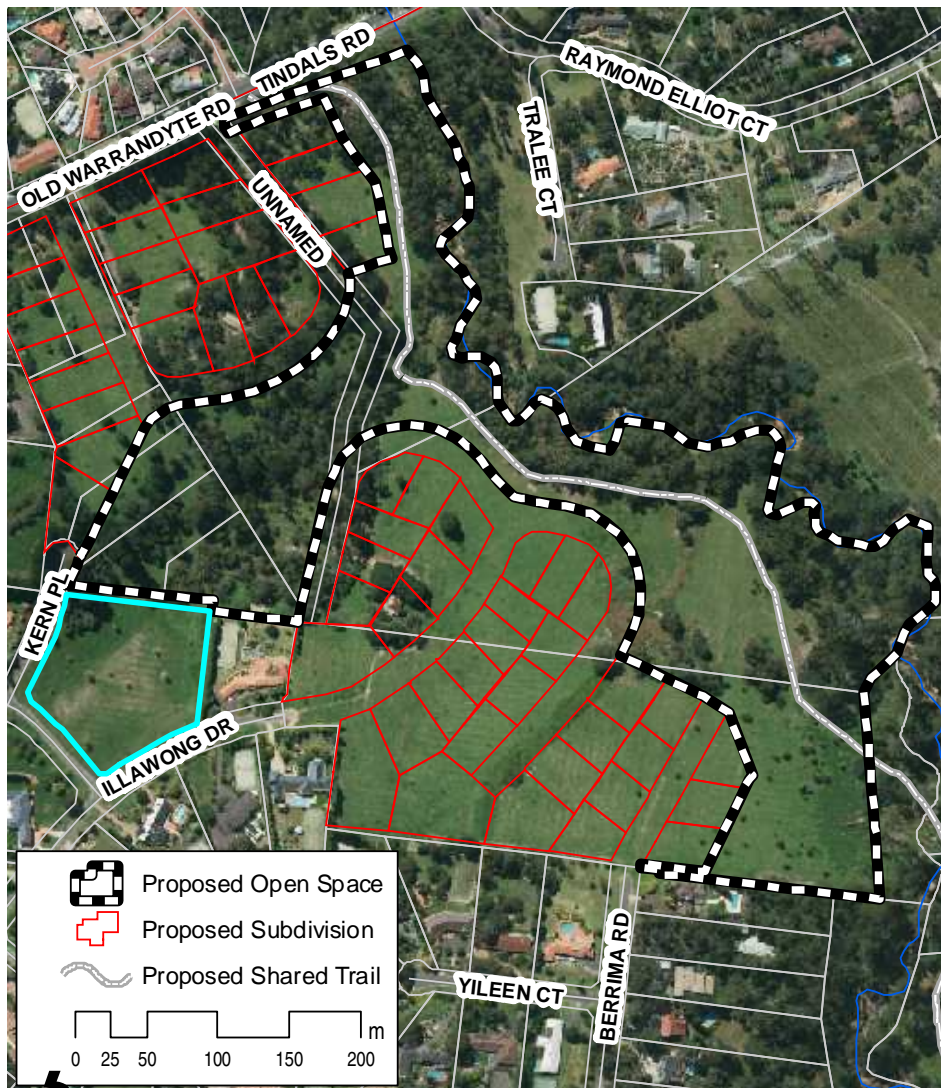 TINDALS RD
OLD WARRANDYTE RD
RAYMOND ELLIOT CT
TRALEE CT
UNNAMED
KERN PL
ILLAWONG DR
Proposed Open Space
Proposed Subdivision
Proposed Shared Trail
m
0 25 50 100 150 200
YILEEN CT
BERRIMA RD